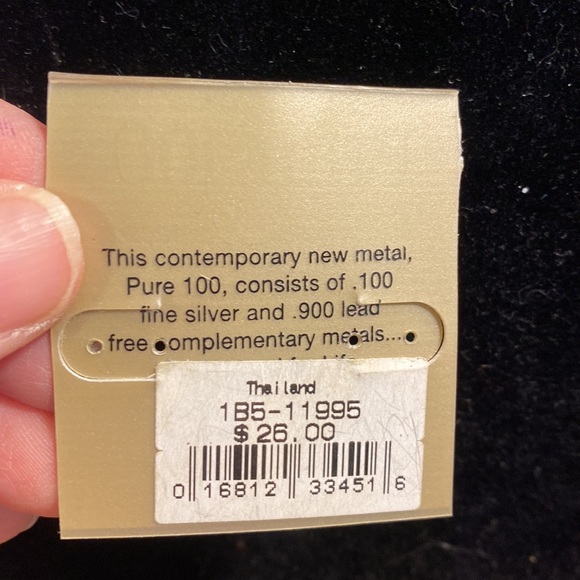 This contemporary new metal,
Pure 100, consists of .100
fine silver and .900 lead
free complementary metals...
Thailand
1B5-11995
$26.00
0 16812 33451 6